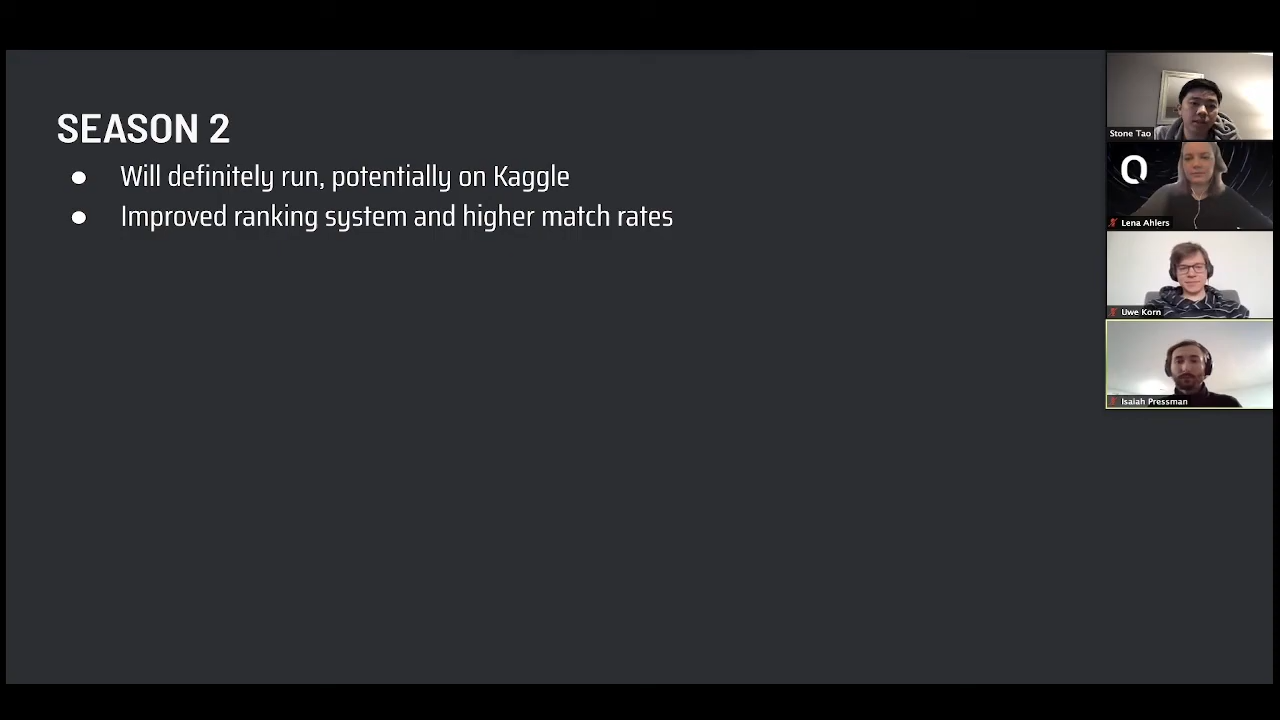 SEASON 2
● Will definitely run, potentially on Kaggle
● Improved ranking system and higher match rates
Stone Tao
Lena Ahlers
Uwe Korn
Isaiah Pressman